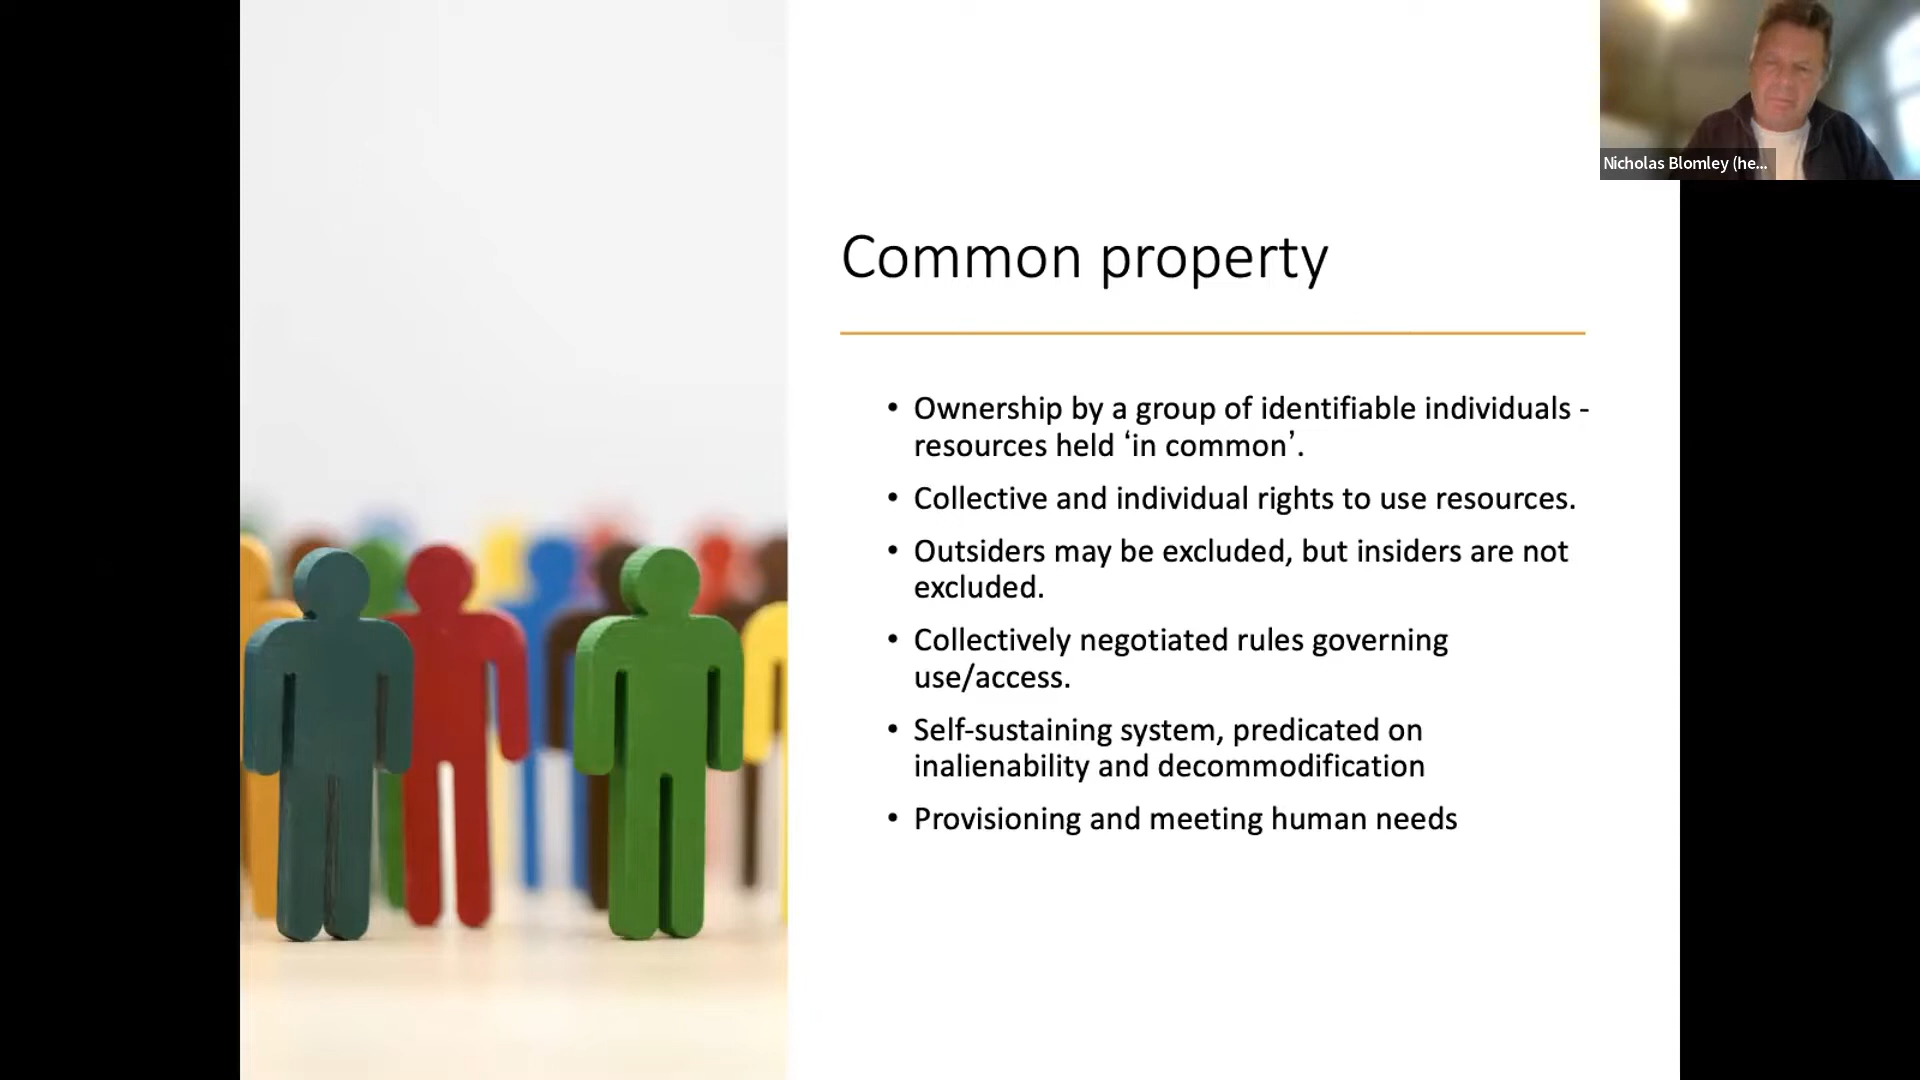 Nicholas Blomley (he...
Common property
• Ownership by a group of identifiable individuals -
resources held ‘in common’.
• Collective and individual rights to use resources.
• Outsiders may be excluded, but insiders are not
excluded.
• Collectively negotiated rules governing
use/access.
• Self-sustaining system, predicated on
inalienability and decommodification
• Provisioning and meeting human needs